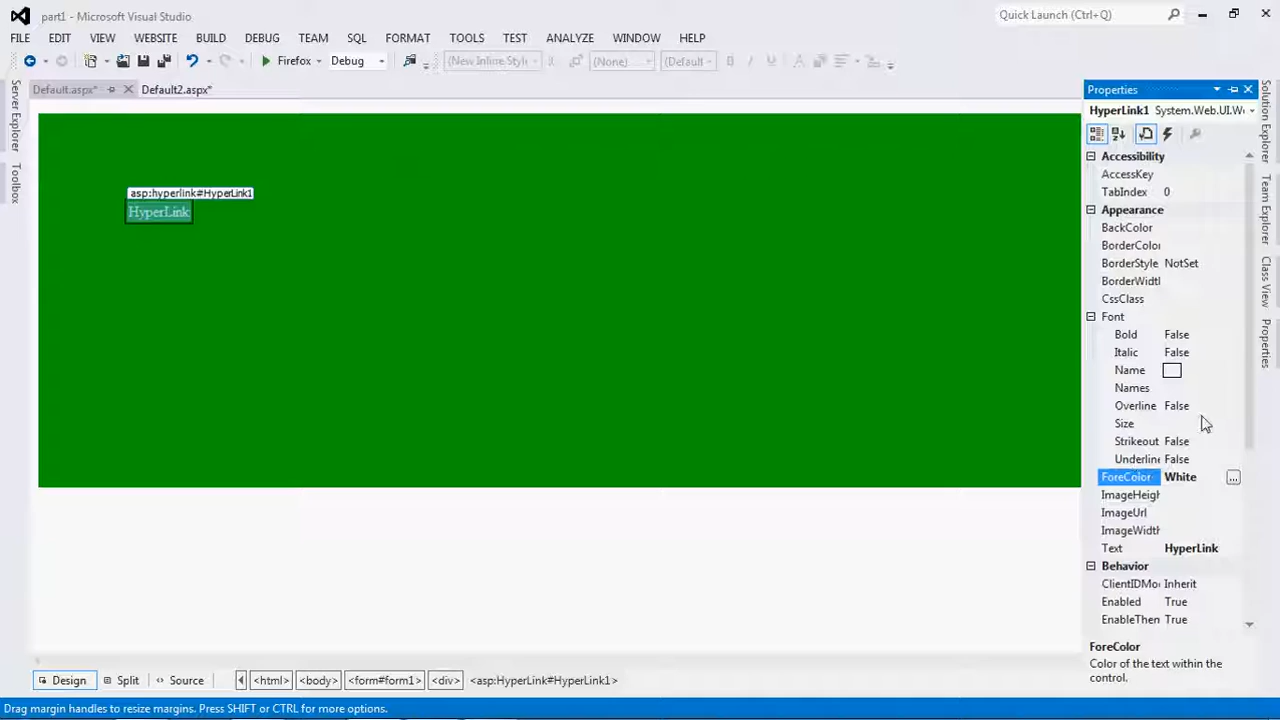 part1 - Microsoft Visual Studio
Quick Launch (Ctrl+Q)
FILE EDIT VIEW WEBSITE BUILD DEBUG TEAM SQL FORMAT TOOLS TEST ANALYZE WINDOW HELP
Firefox Debug (New Inline Style (None) (Default
Default.aspx* Default2.aspx*
Server Explorer
Toolbox
asp:hyperlink#HyperLink1
HyperLink
Properties
HyperLink1 System.Web.UI.W
Accessibility
AccessKey
TabIndex 0
Appearance
BackColor
BorderColor
BorderStyle NotSet
BorderWidth
CssClass
Font
Bold False
Italic False
Name
Names
Overline False
Size
Strikeout False
Underline False
ForeColor White ...
ImageHeigh
ImageUrl
ImageWidth
Text HyperLink
Behavior
ClientIDMo
Inherit
Enabled True
EnableThem True
ForeColor
Color of the text within the
control.
Solution Explorer
Team Explorer
Class View
Properties
Design Split Source <html> <body> <form#form1> <div> <asp:HyperLink#HyperLink1>
Drag margin handles to resize margins. Press SHIFT or CTRL for more options.